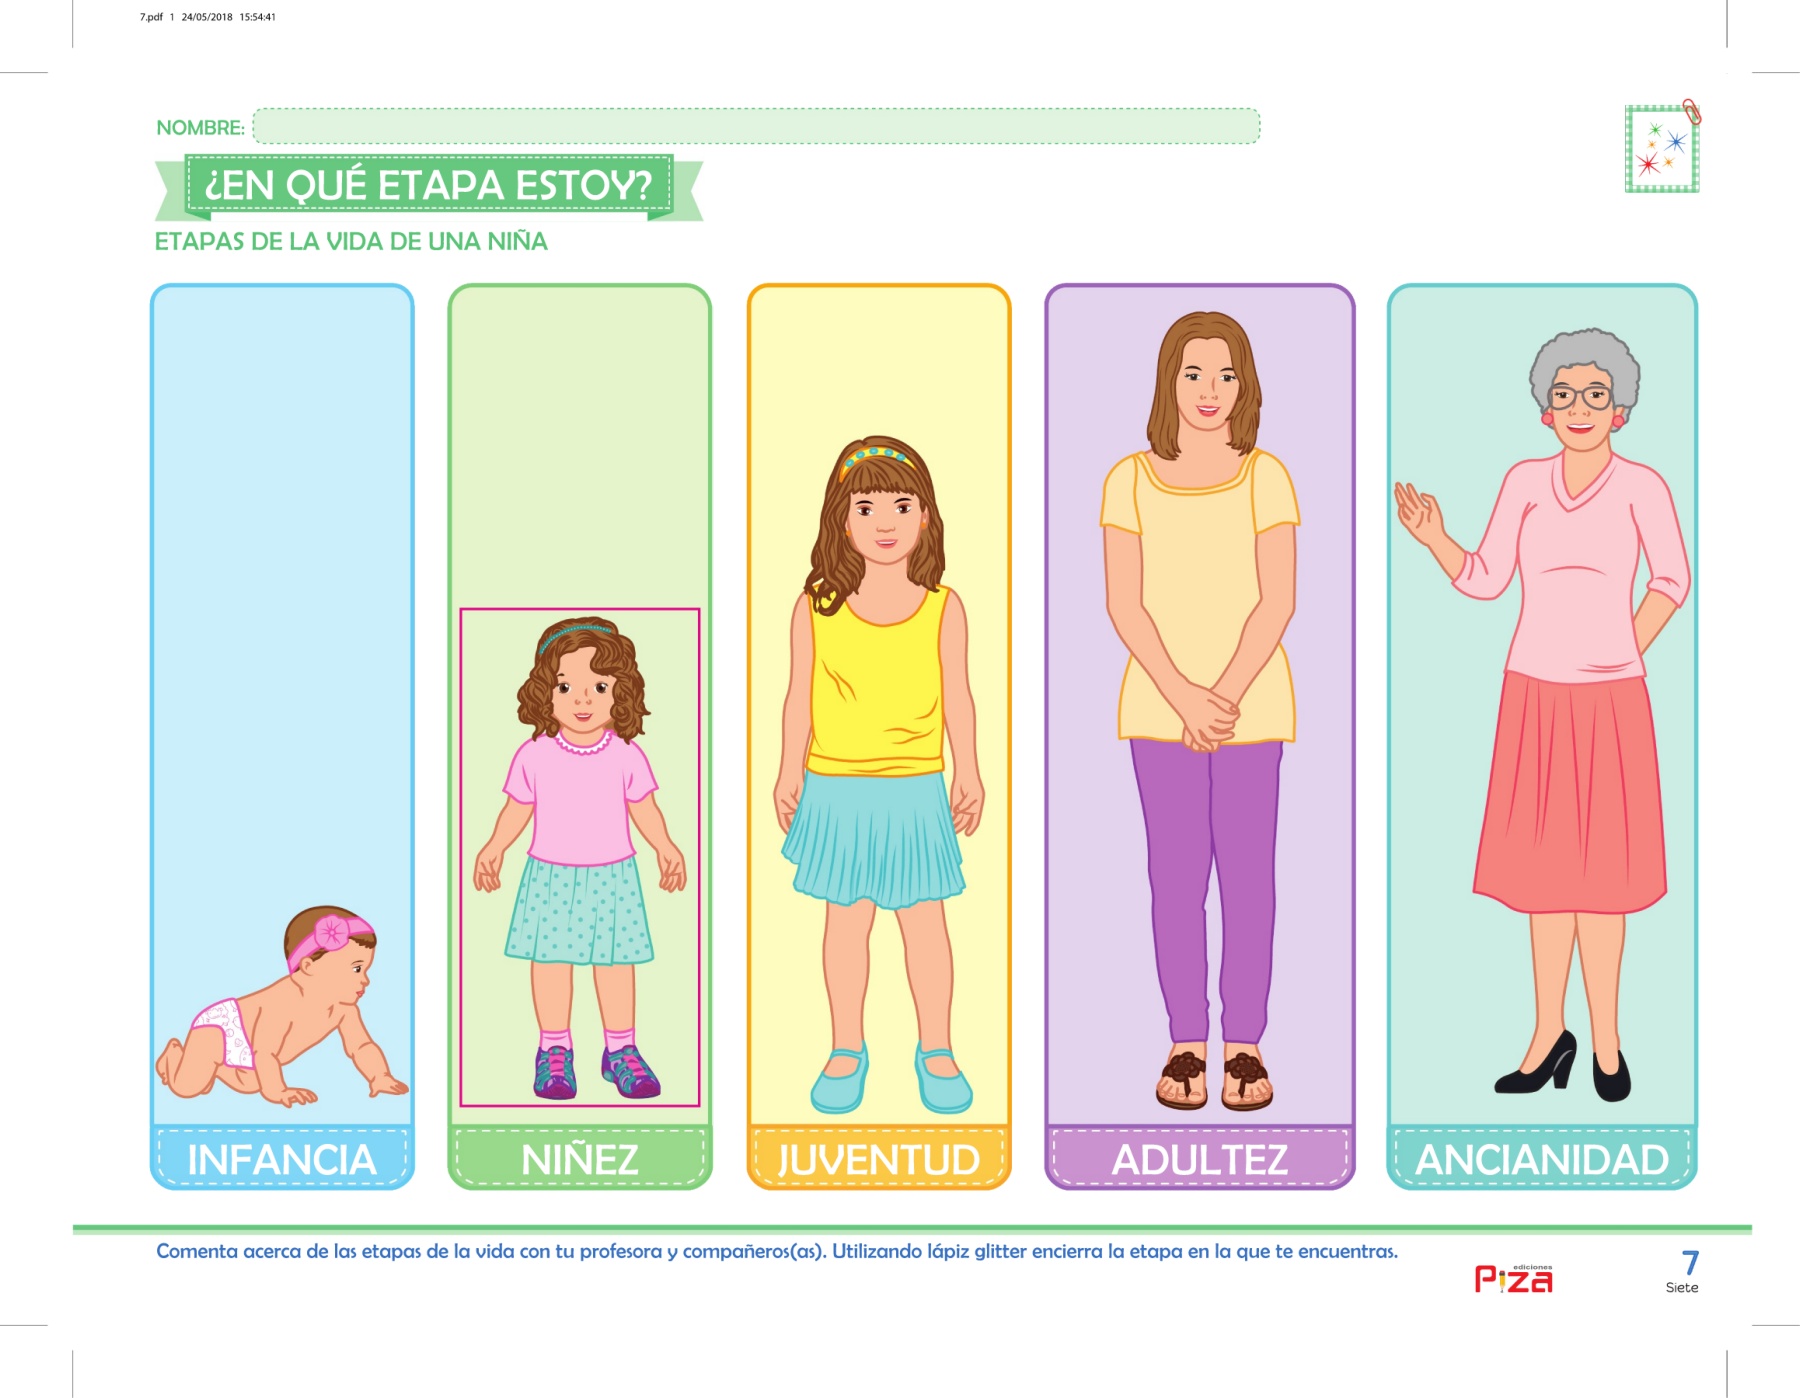 7.pdf 1 24/05/2018 15:54:41
NOMBRE:
¿EN QUÉ ETAPA ESTOY?
ETAPAS DE LA VIDA DE UNA NIÑA
INFANCIA
NIÑEZ
JUVENTUD
ADULTEZ
ANCIANIDAD
Comenta acerca de las etapas de la vida con tu profesora y compañeros(as). Utilizando lápiz glitter encierra la etapa en la que te encuentras.
ediciones
Piza
7
Siete